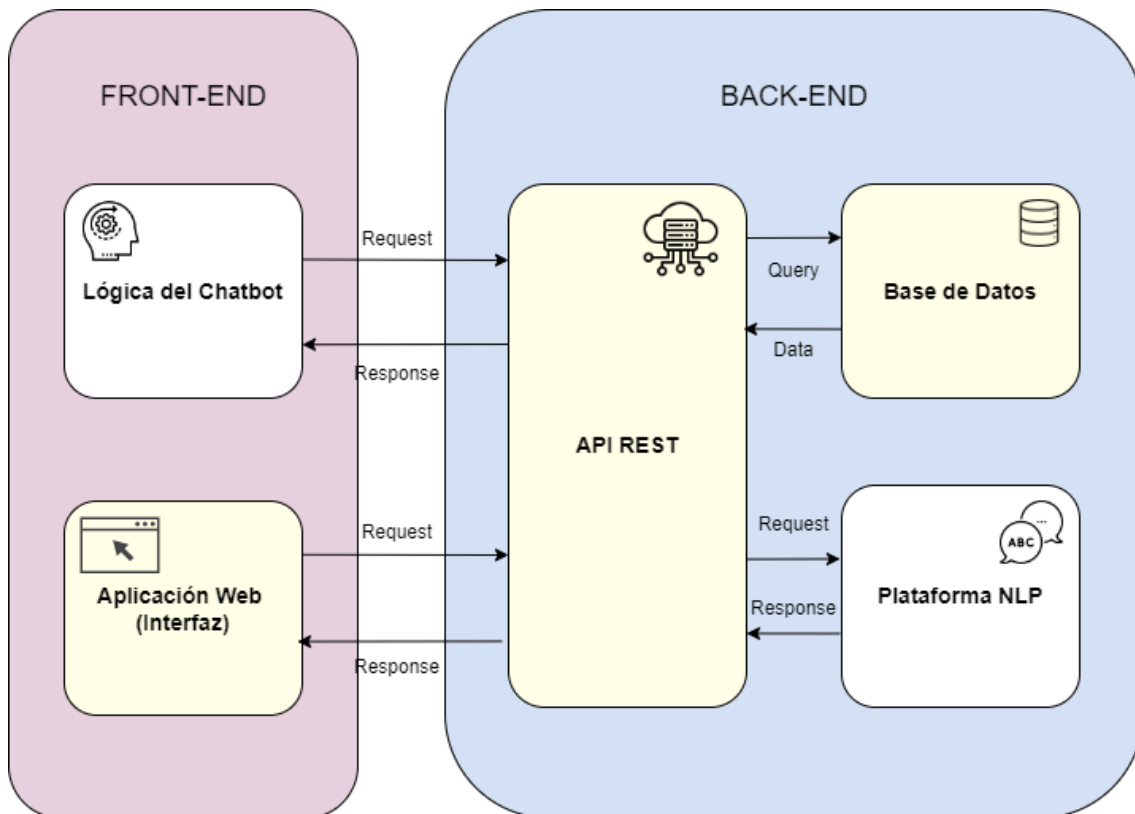 FRONT-END
BACK-END
Lógica del Chatbot
Request
Response
API REST
Query
Data
Base de Datos
Aplicación Web
(Interfaz)
Request
Response
Request
Response
ABC
...
Plataforma NLP